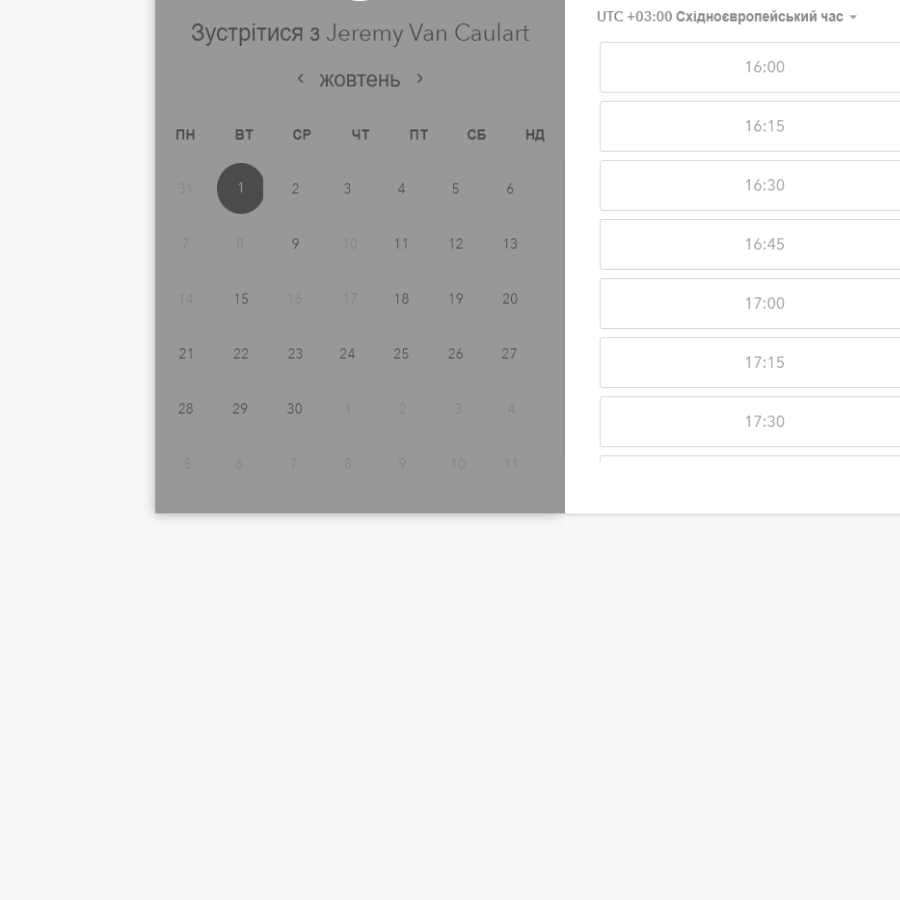 Зустрітися з Jeremy Van Caulart
жовтень
ПН ВТ СР ЧТ ПТ СБ НД
31 1 2 3 4 5 6
7 8 9 10 11 12 13
14 15 16 17 18 19 20
21 22 23 24 25 26 27
28 29 30 1 2 3 4
5 6 7 8 9 10 11
UTC +03:00 Східноєвропейський час
16:00
16:15
16:30
16:45
17:00
17:15
17:30